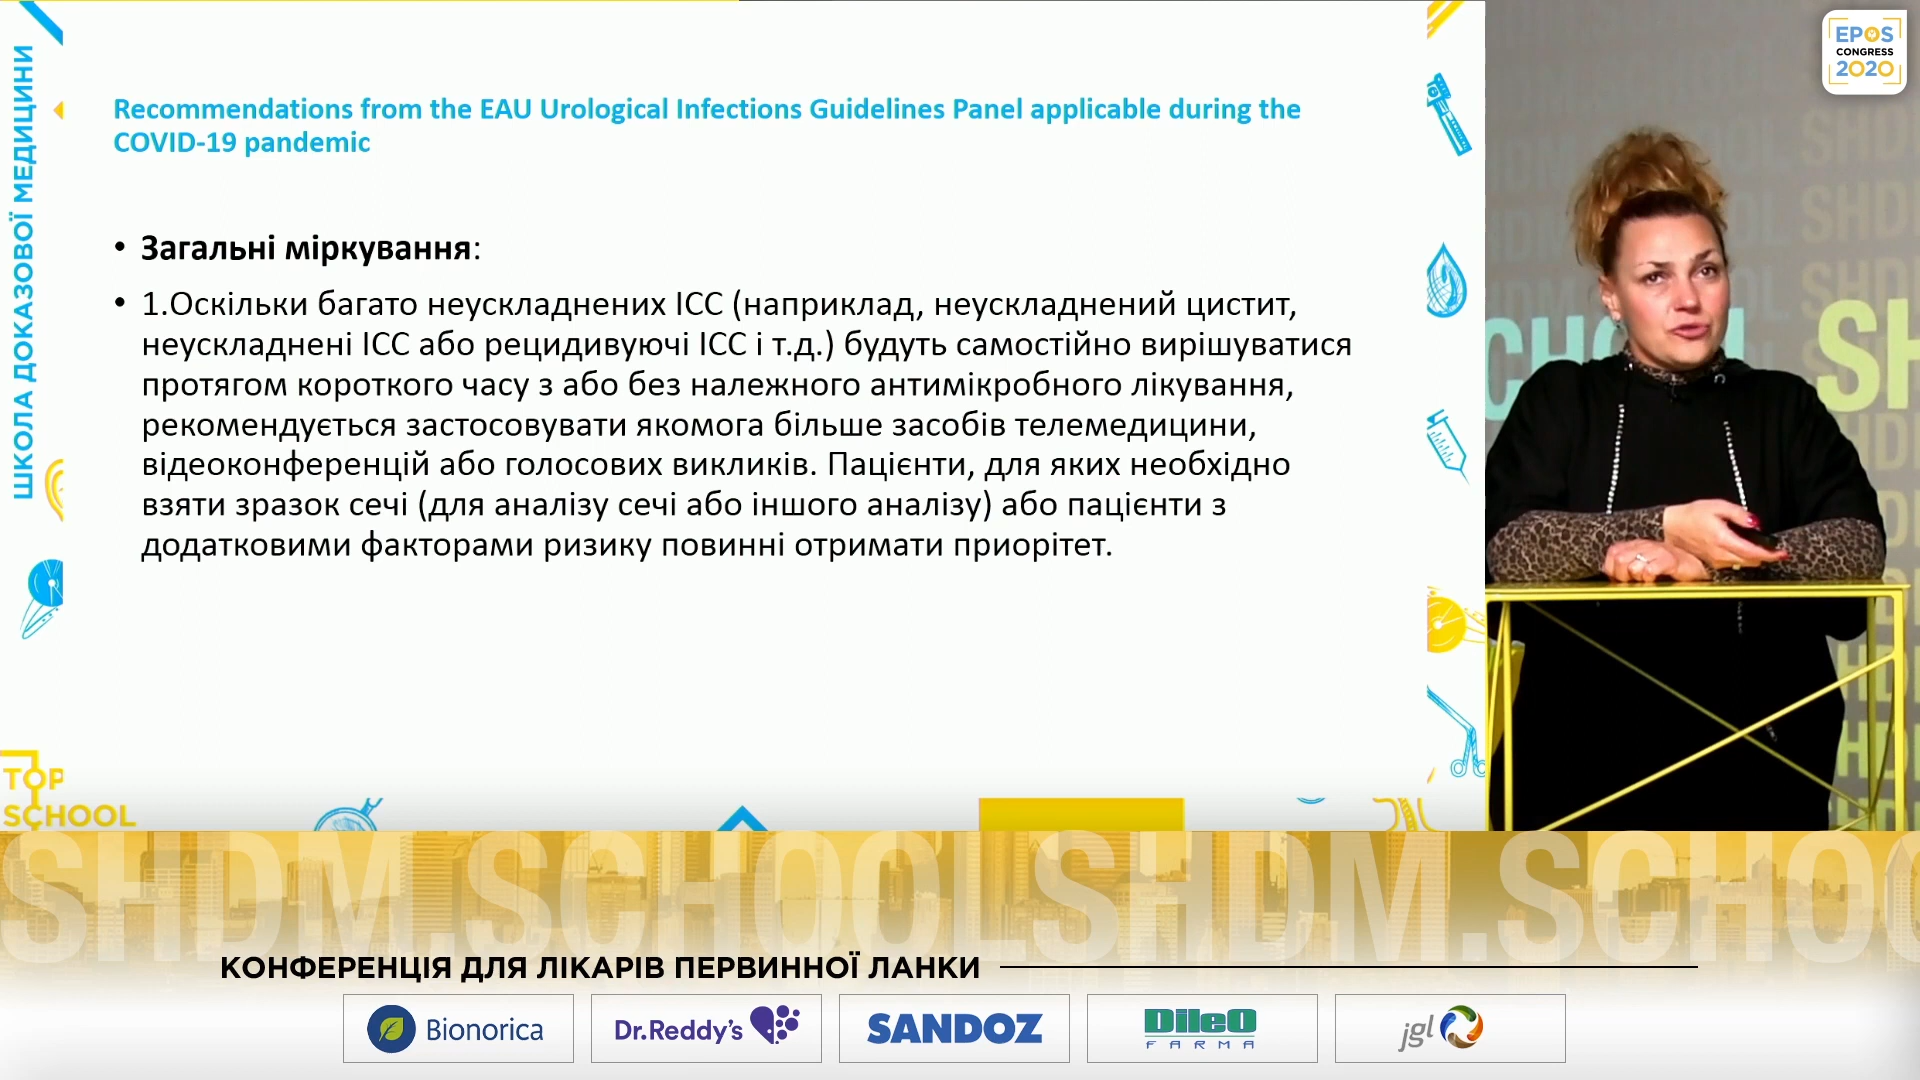 ШКОЛА ДОКАЗОВОЇ МЕДИЦИНИ
Recommendations from the EAU Urological Infections Guidelines Panel applicable during the
COVID-19 pandemic
• Загальні міркування:
• 1.Оскільки багато неускладнених ІСС (наприклад, неускладнений цистит,
неускладнені ІСС або рецидивуючі ІСС і т.д.) будуть самостійно вирішуватися
протягом короткого часу з або без належного антимікробного лікування,
рекомендується застосовувати якомога більше засобів телемедицини,
відеоконференцій або голосових викликів. Пацієнти, для яких необхідно
взяти зразок сечі (для аналізу сечі або іншого аналізу) або пацієнти з
додатковими факторами ризику повинні отримати пріорітет.
TOP
SCHOOL
EPOS
CONGRESS
2020
SHDM.SCHOOL SHDM.SCHOO
КОНФЕРЕНЦІЯ ДЛЯ ЛІКАРІВ ПЕРВИННОЇ ЛАНКИ
Bionorica
Dr.Reddy's
SANDOZ
DileO
FARMA
jgl